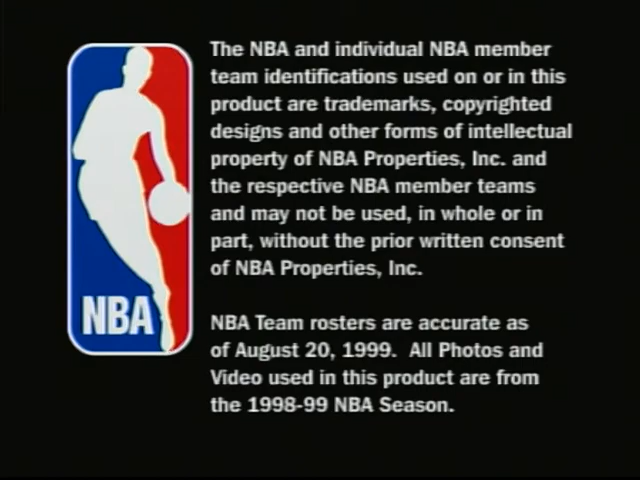 The NBA and individual NBA member
team identifications used on or in this
product are trademarks, copyrighted
designs and other forms of intellectual
property of NBA Properties, Inc. and
the respective NBA member teams
and may not be used, in whole or in
part, without the prior written consent
of NBA Properties, Inc.
NBA
NBA Team rosters are accurate as
of August 20, 1999.  All Photos and
Video used in this product are from
the 1998-99 NBA Season.